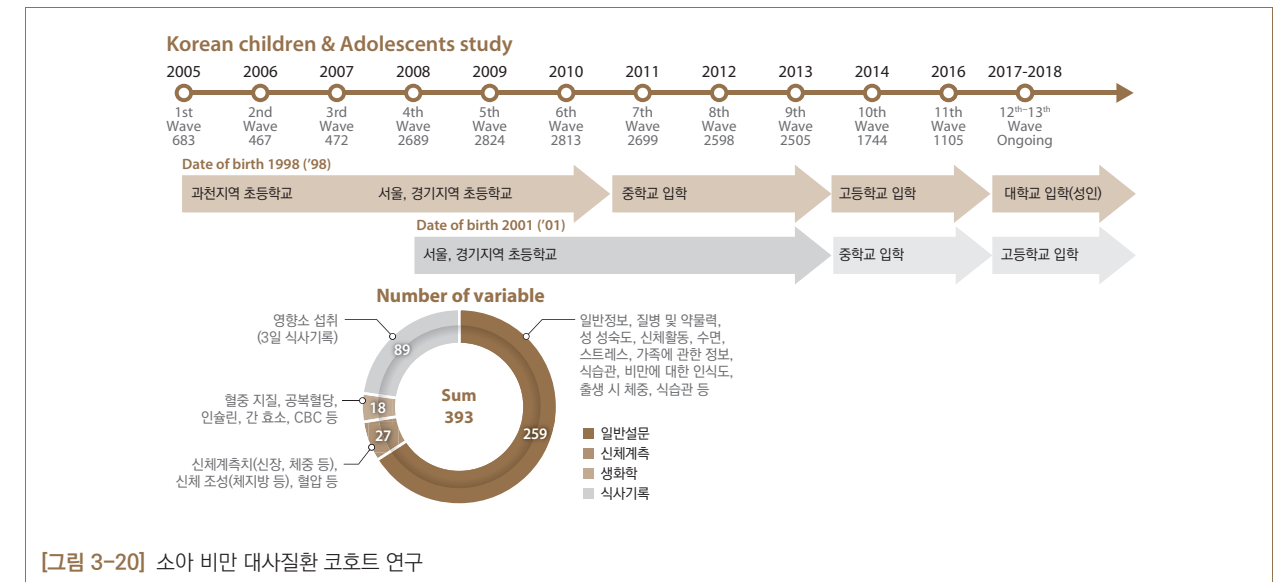 Korean children & Adolescents study
2005 2006 2007 2008 2009 2010 2011 2012 2013 2014 2016 2017-2018
1st Wave 683
2nd Wave 467
3rd Wave 472
4th Wave 2689
5th Wave 2824
6th Wave 2813
7th Wave 2699
8th Wave 2598
9th Wave 2505
10th Wave 1744
11th Wave 1105
12th-13th Wave Ongoing
Date of birth 1998 ('98)
과천지역 초등학교 서울, 경기지역 초등학교 중학교 입학 고등학교 입학 대학교 입학(성인)
Date of birth 2001 ('01)
서울, 경기지역 초등학교 중학교 입학 고등학교 입학
Number of variable
영향소 섭취
(3일 식사기록)
혈중 지질, 공복혈당,
인슐린, 간 효소, CBC 등
신체계측치(신장, 체중 등),
신체 조성(체지방 등), 혈압 등
89
18
27
259
Sum
393
일반정보, 질병 및 약물력,
성 성숙도, 신체활동, 수면,
스트레스, 가족에 관한 정보,
식습관, 비만에 대한 인식도,
출생 시 체중, 식습관 등
일반설문
신체계측
생화학
식사기록
[그림 3-20] 소아 비만 대사질환 코호트 연구